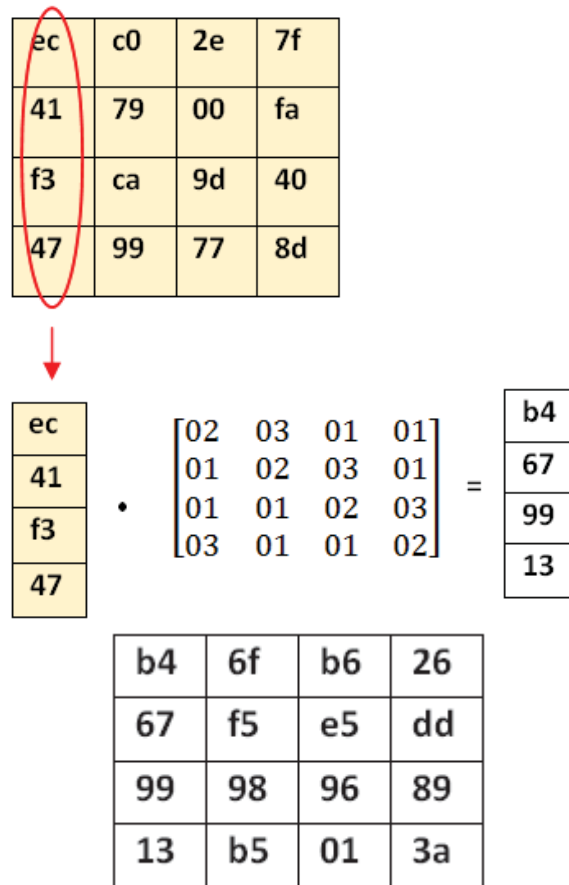 ec c0 2e 7f
41 79 00 fa
f3 ca 9d 40
47 99 77 8d
ec
41
f3
47
.
02 03 01 01
01 02 03 01
01 01 02 03
03 01 01 02
=
b4
67
99
13
b4 6f b6 26
67 f5 e5 dd
99 98 96 89
13 b5 01 3a